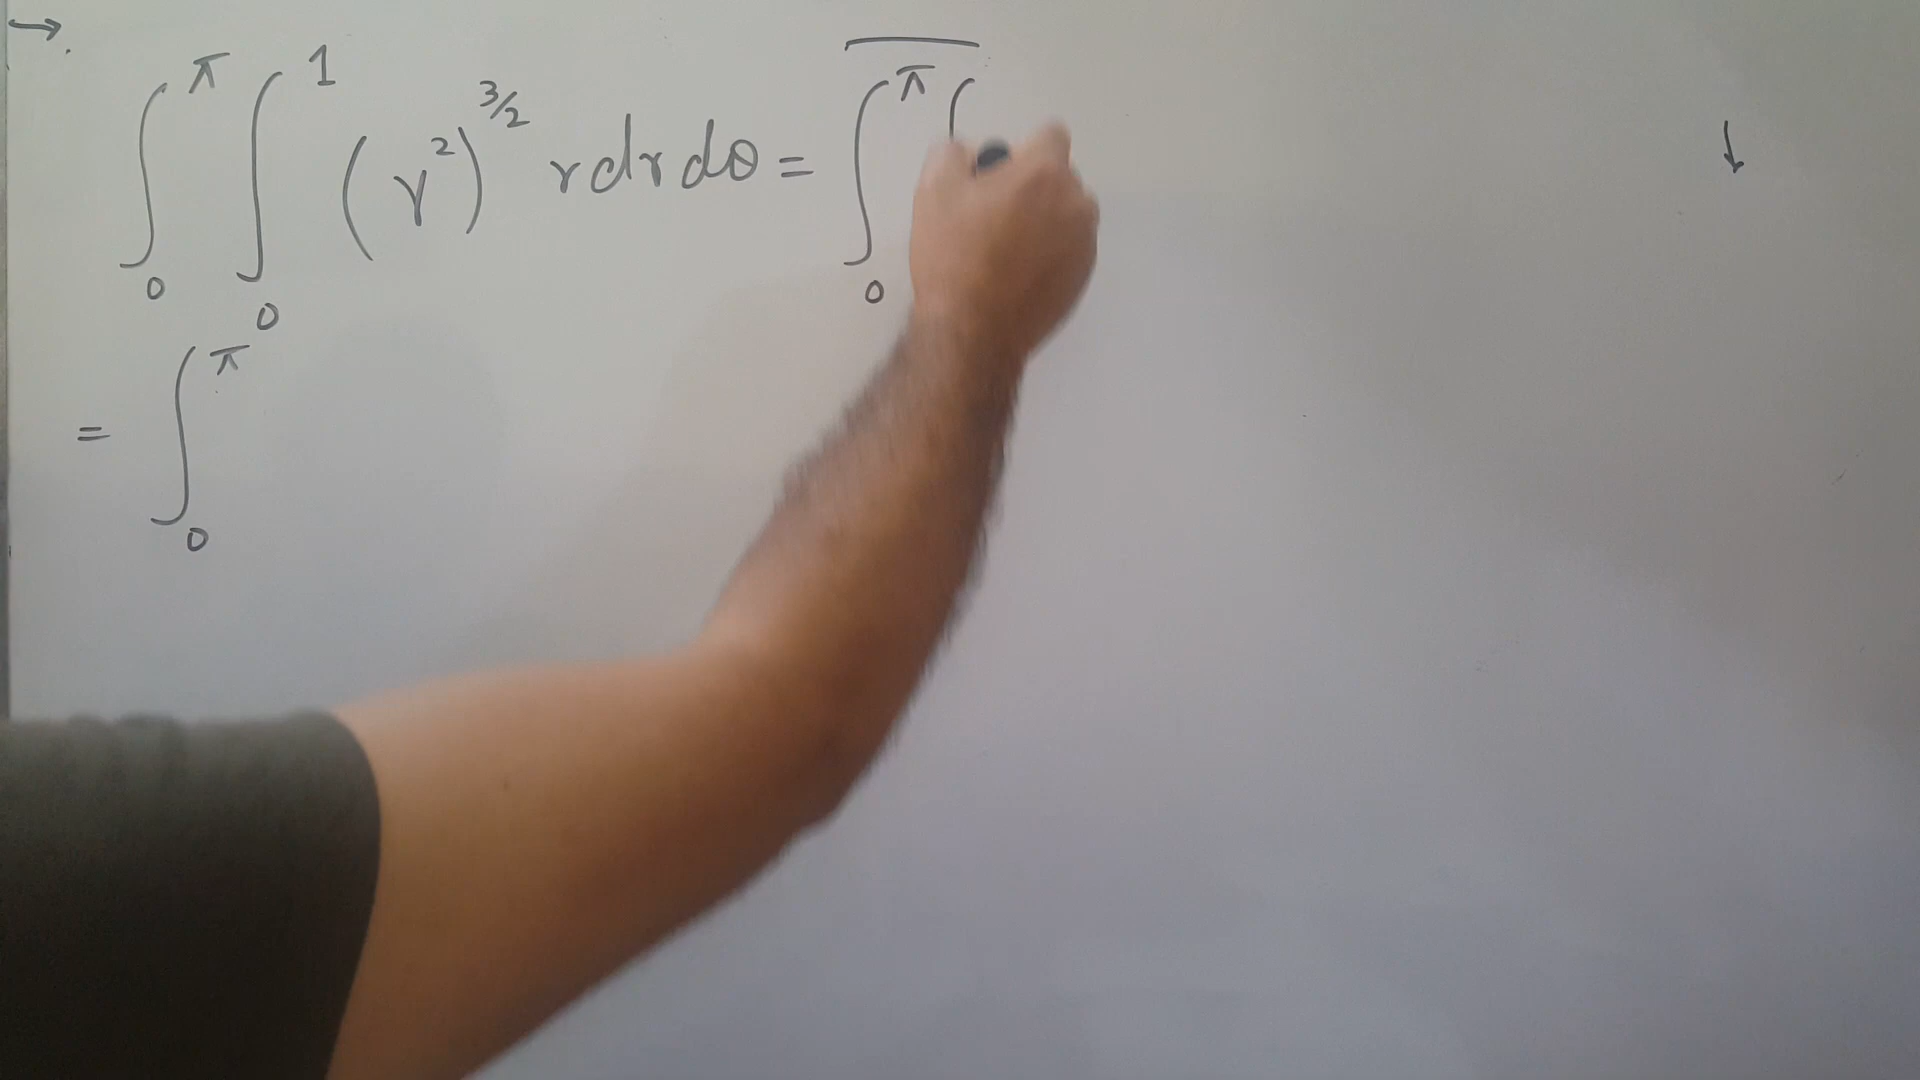 →.
∫₀^π ∫₀^1 (r²)^3/2 r dr dθ = ∫₀^π ∫ ↓
= ∫₀^π